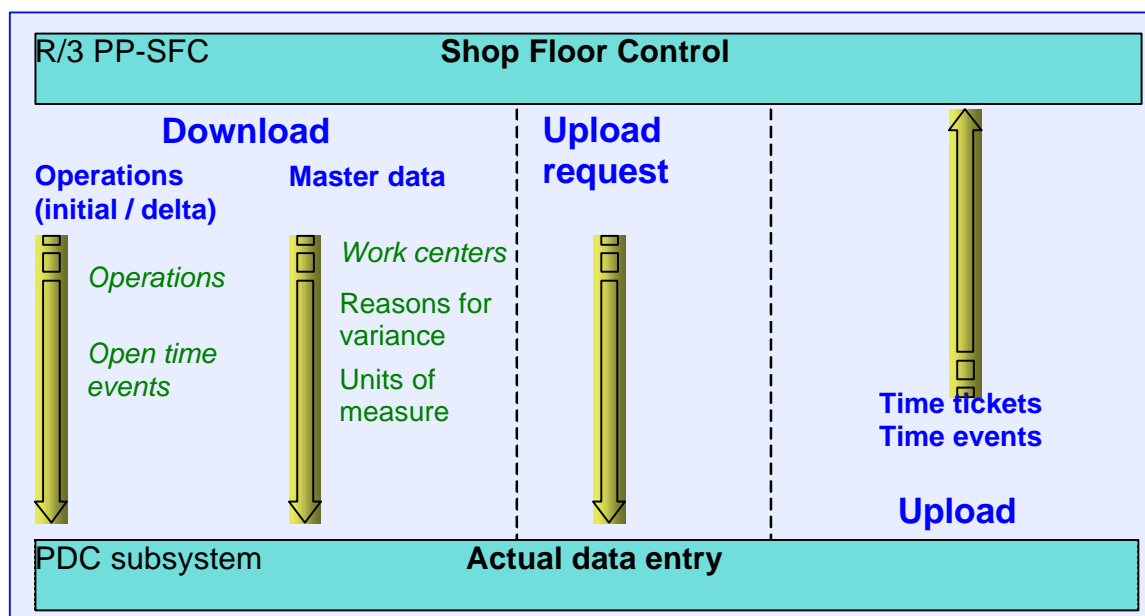 R/3 PP-SFC Shop Floor Control
Download
Operations
(initial / delta)
Operations
Open time
events
Master data
Work centers
Reasons for
variance
Units of
measure
Upload
request
Time tickets
Time events
Upload
PDC subsystem Actual data entry